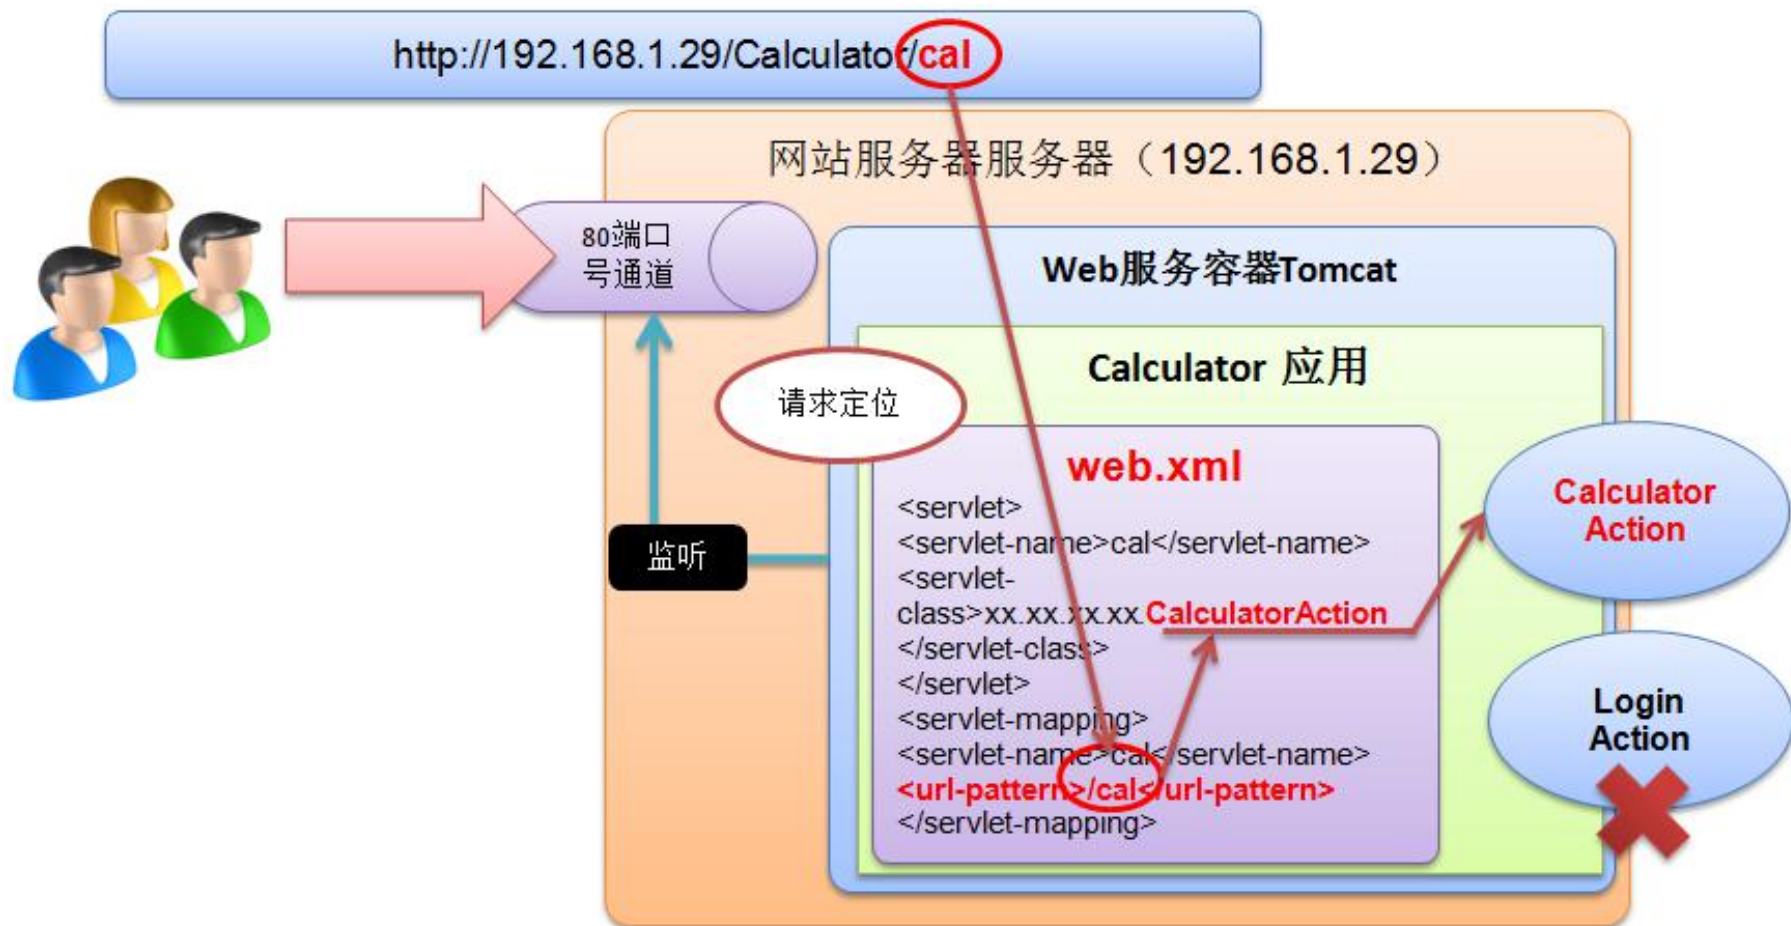 http://192.168.1.29/Calculator/cal
网站服务器服务器（192.168.1.29）
80端口
号通道
Web服务容器Tomcat
Calculator 应用
请求定位
监听
web.xml
<servlet>
<servlet-name>cal</servlet-name>
<servlet-
class>xx.xx.xx.xx.CalculatorAction
</servlet-class>
</servlet>
<servlet-mapping>
<servlet-name>cal</servlet-name>
<url-pattern>/cal</url-pattern>
</servlet-mapping>
Calculator
Action
Login
Action